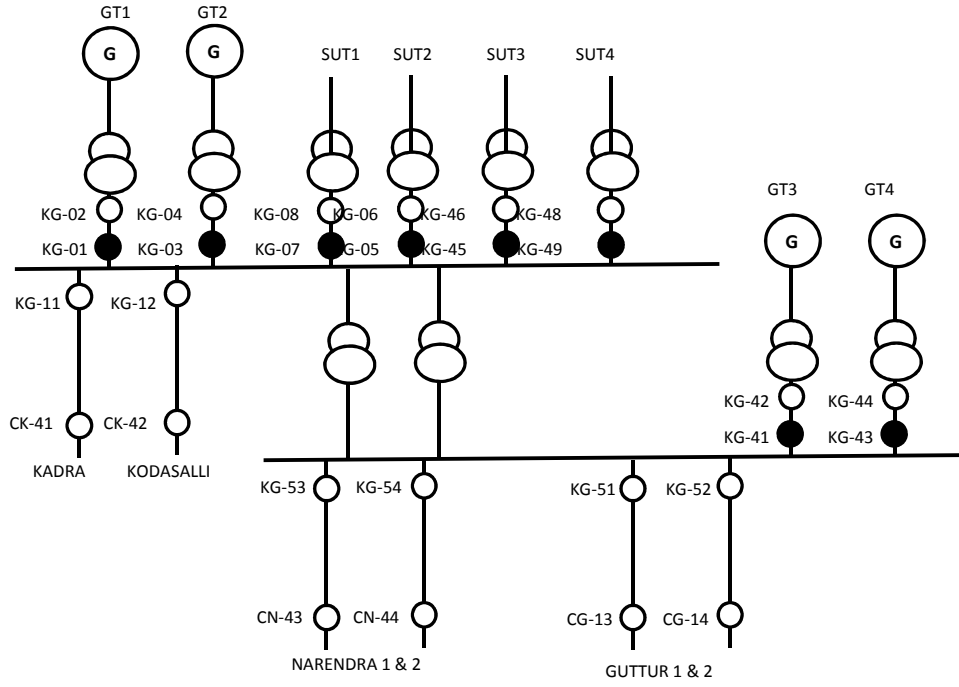 GT1 GT2
SUT1 SUT2 SUT3 SUT4
G G
KG-02 KG-04 KG-08 KG-06 KG-46 KG-48
KG-01 KG-03 KG-07 KG-05 KG-45 KG-49
GT3 GT4
G G
KG-11 KG-12
KG-42 KG-44
CK-41 CK-42
KG-41 KG-43
KADRA KODASALLI
KG-53 KG-54 KG-51 KG-52
CN-43 CN-44 CG-13 CG-14
NARENDRA 1 & 2
GUTTUR 1 & 2